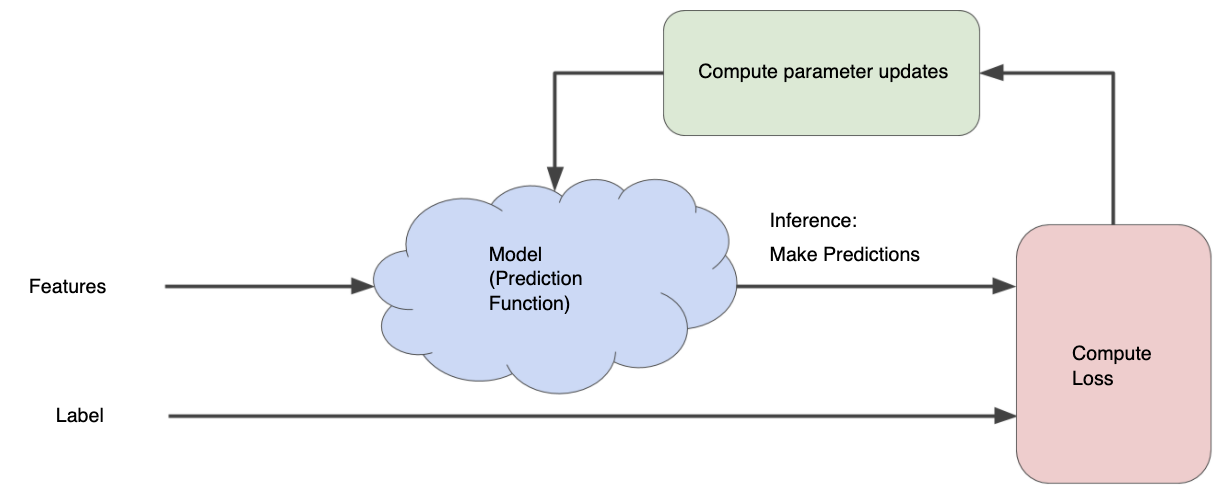 Compute parameter updates
Inference:
Make Predictions
Model
(Prediction
Function)
Features
Compute
Loss
Label